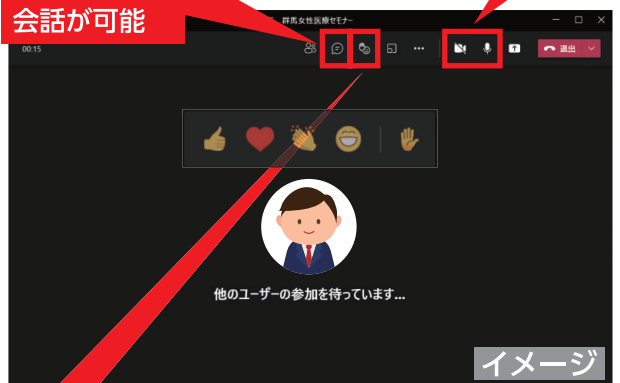 会話が可能
群馬女性医療セミナー
00:15
退出
他のユーザーの参加を待っています...
イメージ